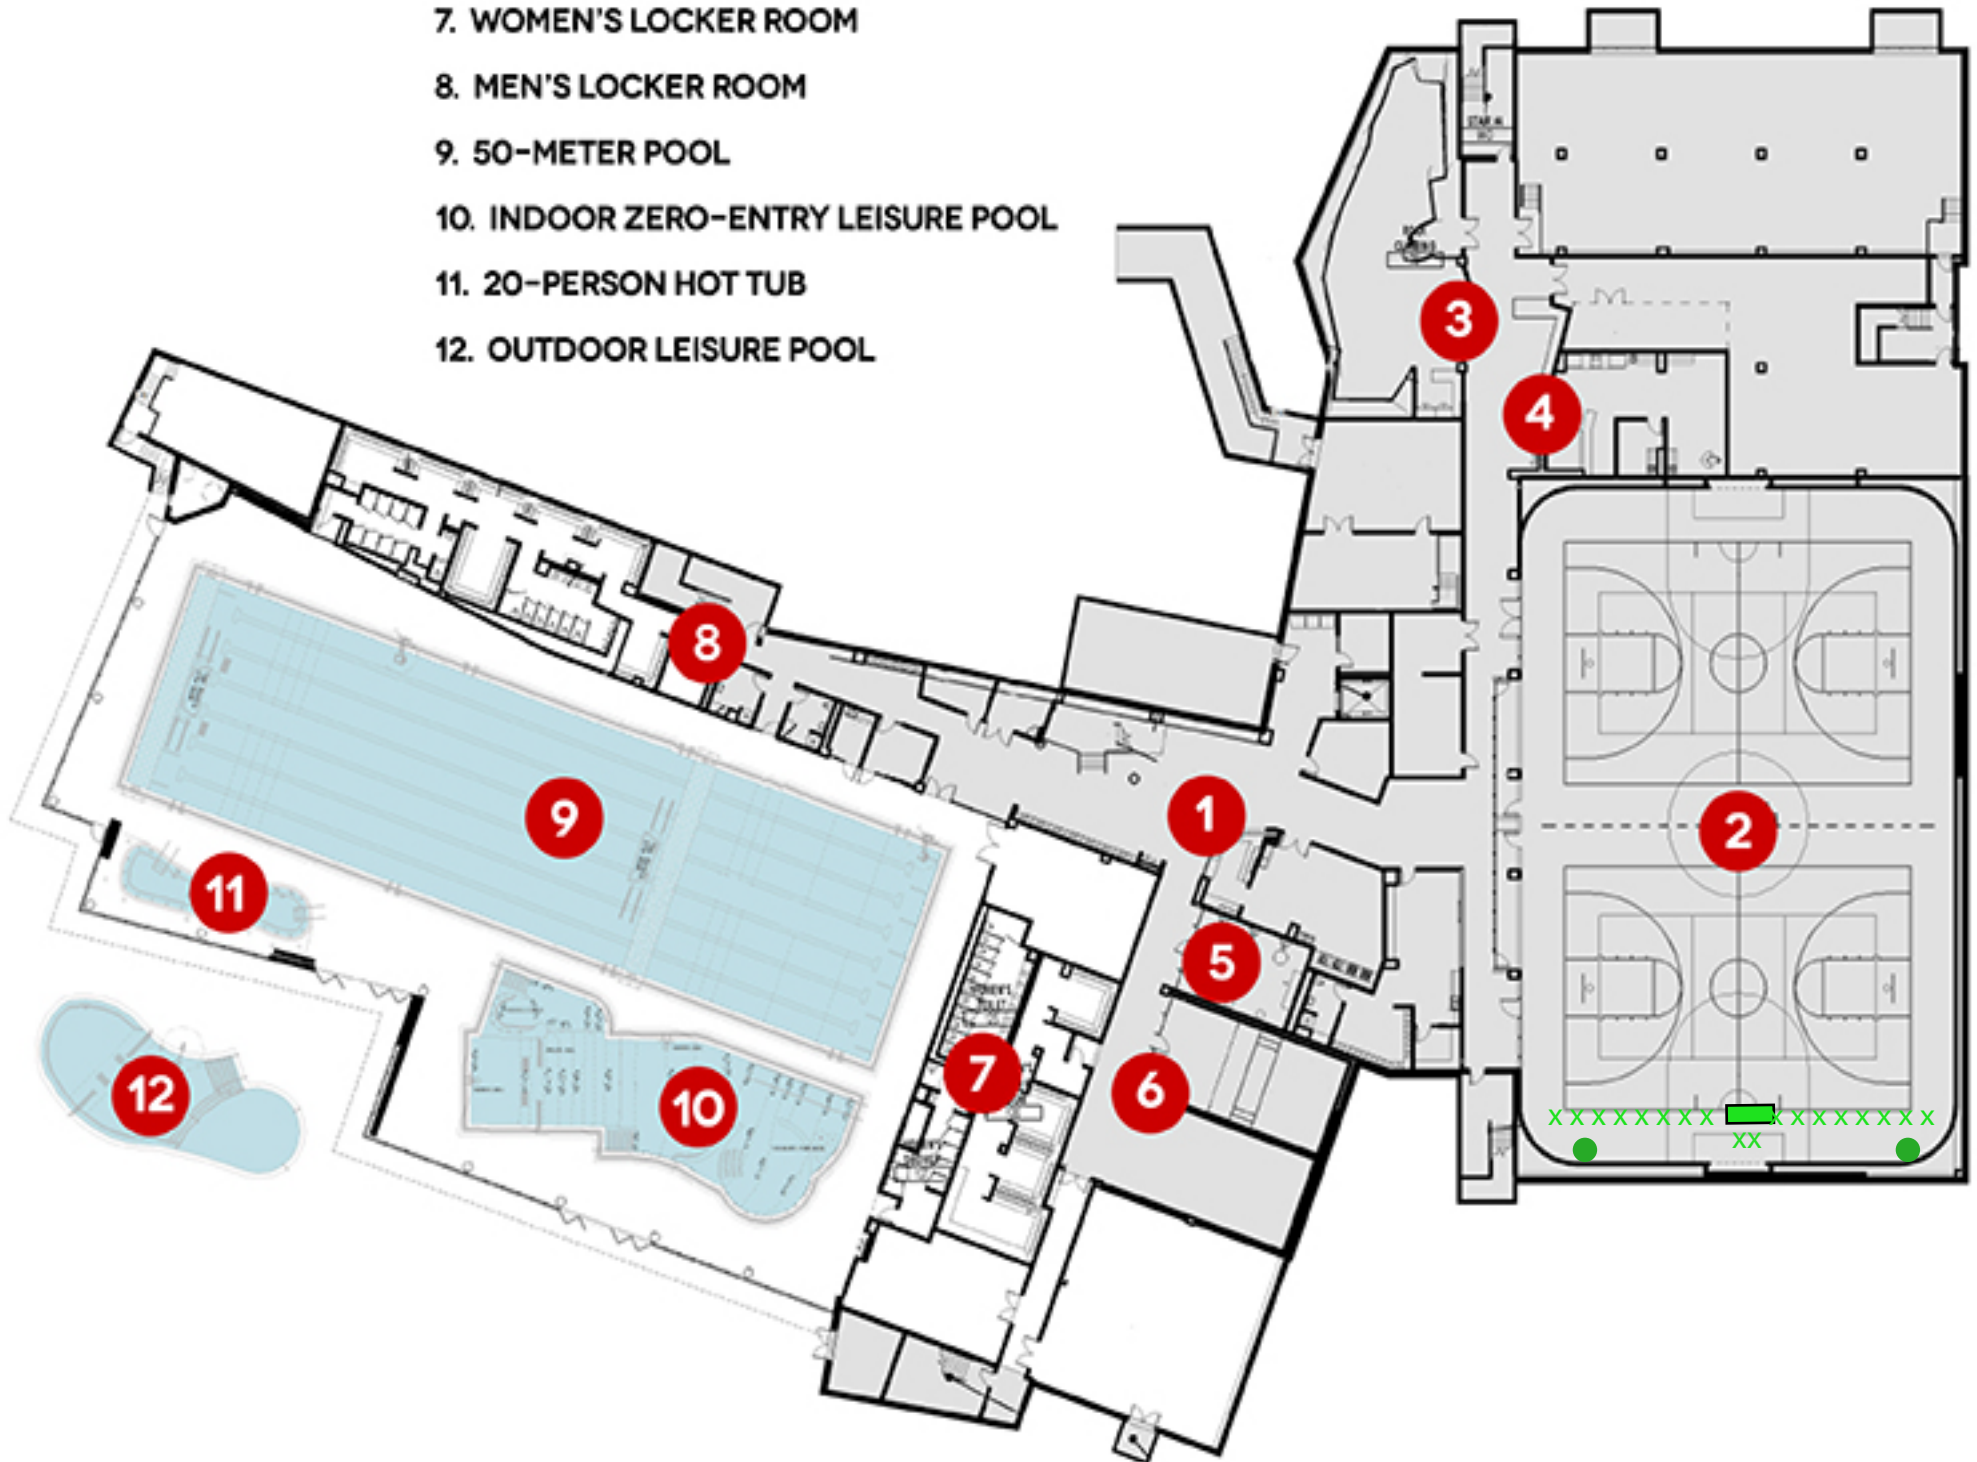 7. WOMEN'S LOCKER ROOM
8. MEN'S LOCKER ROOM
9. 50-METER POOL
10. INDOOR ZERO-ENTRY LEISURE POOL
11. 20-PERSON HOT TUB
12. OUTDOOR LEISURE POOL
3
4
8
9
1
2
11
5
7
6
12
10
X X X X X X X X X X X X X X X X
XX